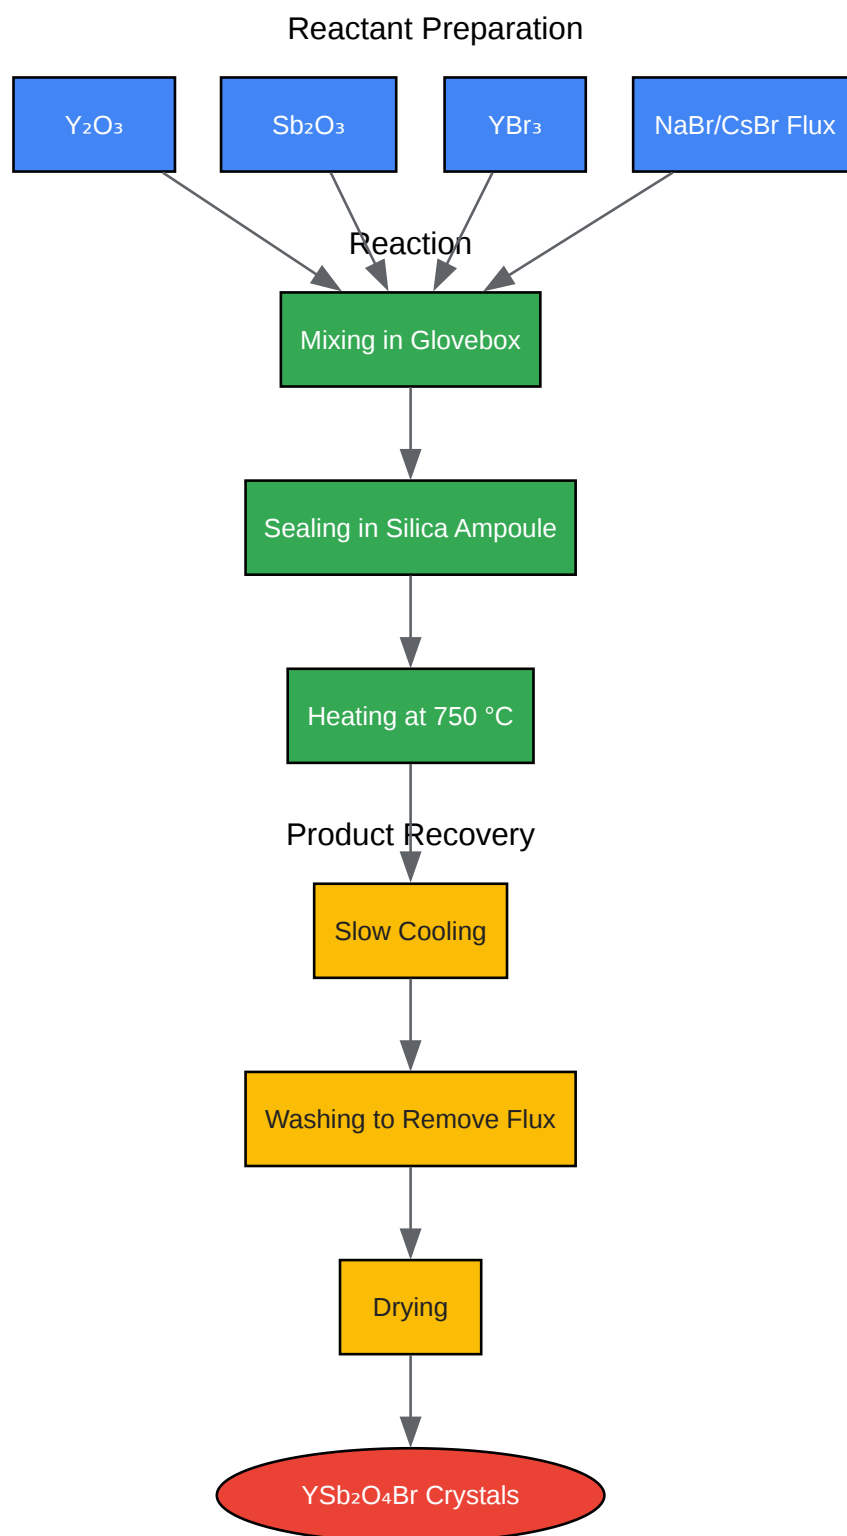 Reactant Preparation
Y₂O₃
Sb₂O₃
YBr₃
NaBr/CsBr Flux
Reaction
Mixing in Glovebox
Sealing in Silica Ampoule
Heating at 750 °C
Product Recovery
Slow Cooling
Washing to Remove Flux
Drying
YSb₂O₄Br Crystals